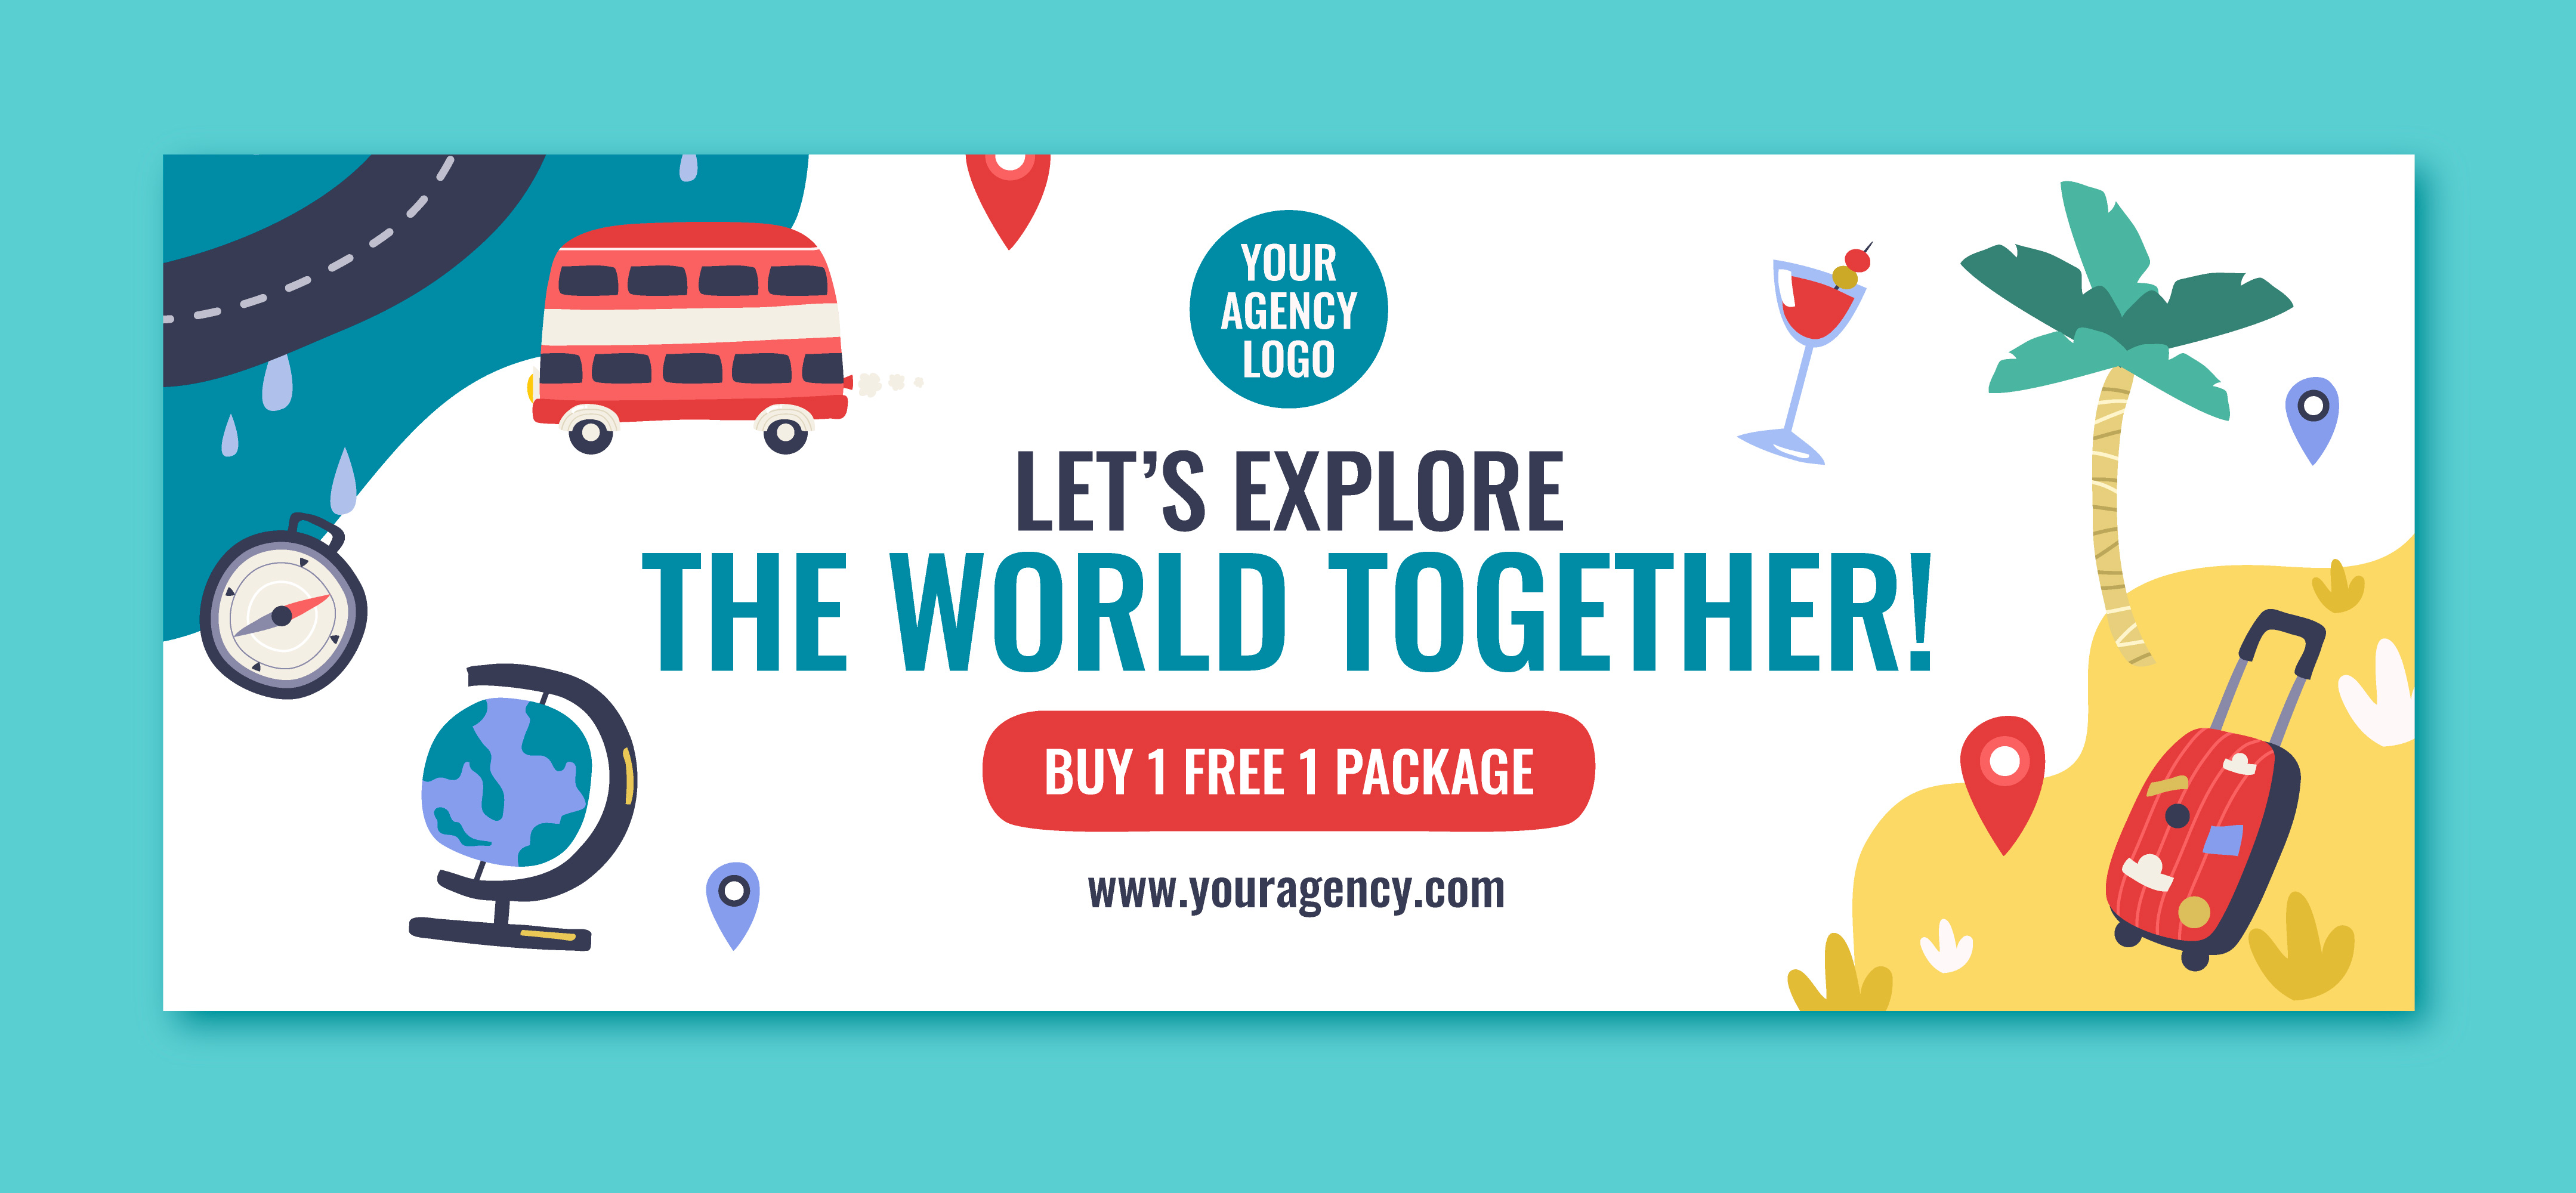 YOUR
AGENCY
LOGO
LET’S EXPLORE
THE WORLD TOGETHER!
BUY 1 FREE 1 PACKAGE
www.youragency.com